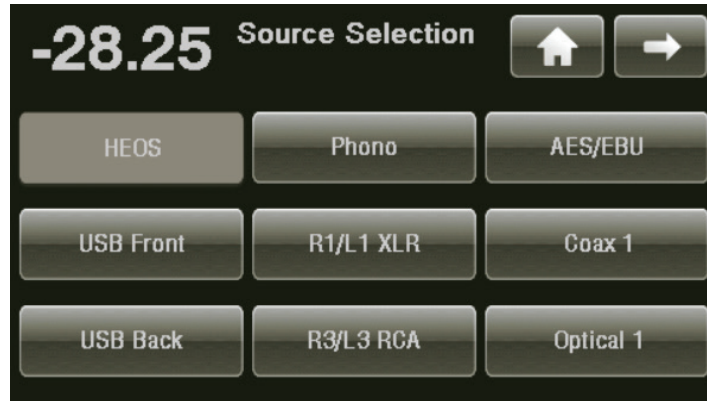 -28.25 Source Selection
HEOS Phono AES/EBU
USB Front R1/L1 XLR Coax 1
USB Back R3/L3 RCA Optical 1